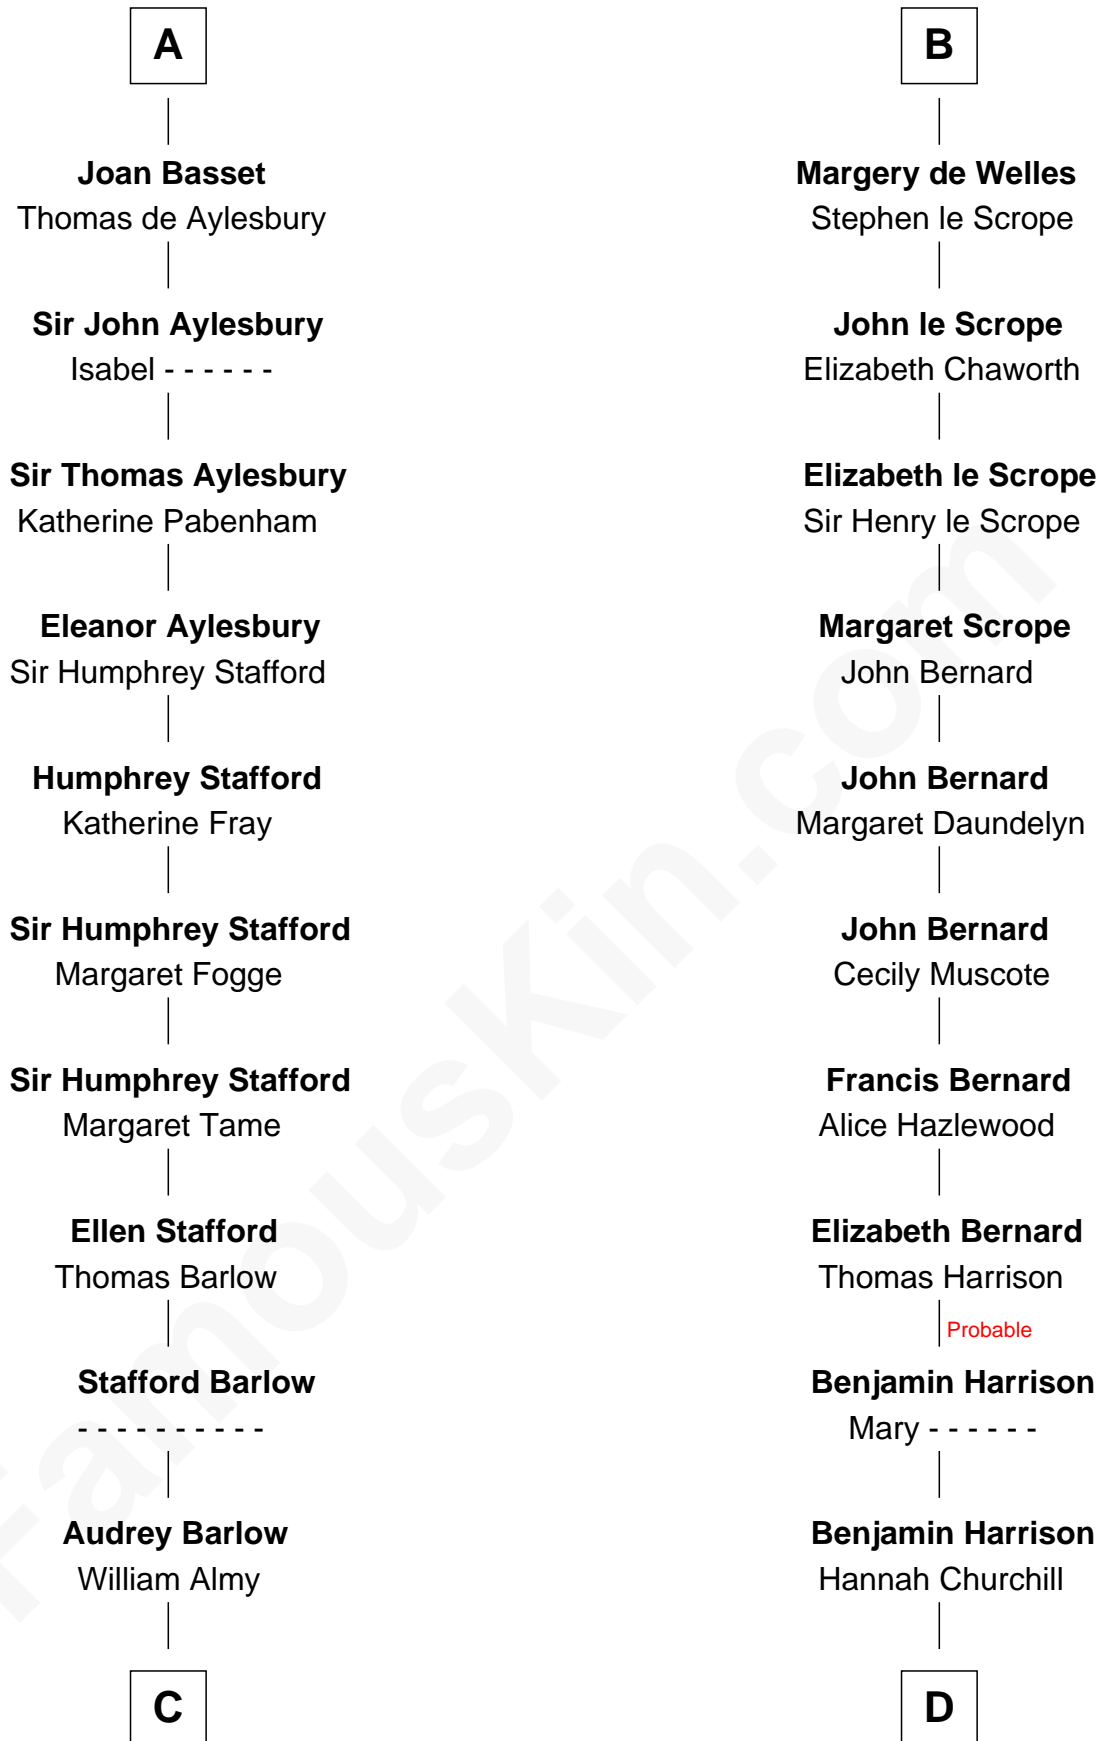 A
Joan Basset
Thomas de Aylesbury
Sir John Aylesbury
Isabel - - - - - -
Sir Thomas Aylesbury
Katherine Pabenham
Eleanor Aylesbury
Sir Humphrey Stafford
Humphrey Stafford
Katherine Fray
Sir Humphrey Stafford
Margaret Fogge
Sir Humphrey Stafford
Margaret Tame
Ellen Stafford
Thomas Barlow
Stafford Barlow
- - - - - - - - - -
Audrey Barlow
William Almy
C
B
Margery de Welles
Stephen le Scrope
John le Scrope
Elizabeth Chaworth
Elizabeth le Scrope
Sir Henry le Scrope
Margaret Scrope
John Bernard
John Bernard
Margaret Daundelyn
John Bernard
Cecily Muscote
Francis Bernard
Alice Hazlewood
Elizabeth Bernard
Thomas Harrison
Probable
Benjamin Harrison
Mary - - - - - -
Benjamin Harrison
Hannah Churchill
D
FamousKin.com